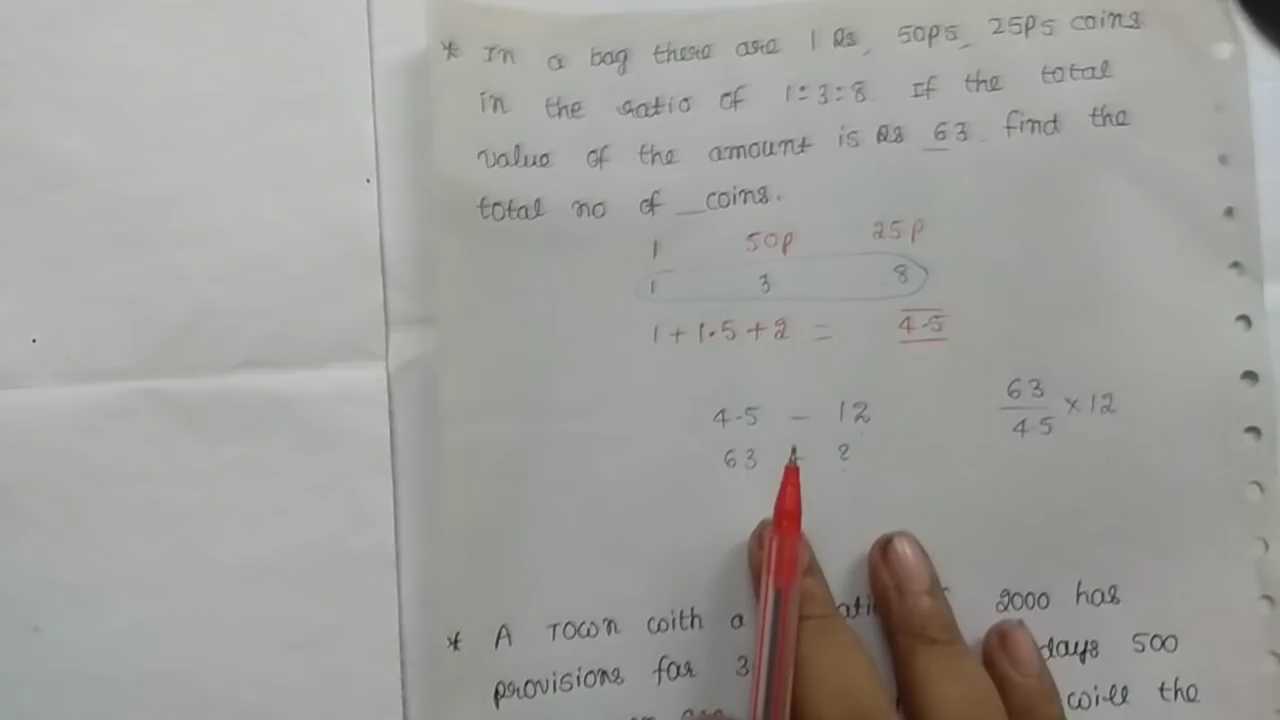 * In a bag there are 1 Rs, 50ps, 25ps coins
in the ratio of 1:3:8 If the total
value of the amount is Rs 63. find the
total no of __coins.
1 50p 25p
1 3 8
1 + 1.5 + 2 = 4.5
4.5 - 12
63 - ?
63/4.5 × 12
* A Town with a 2000 has
provisions for 3 days 500
will the